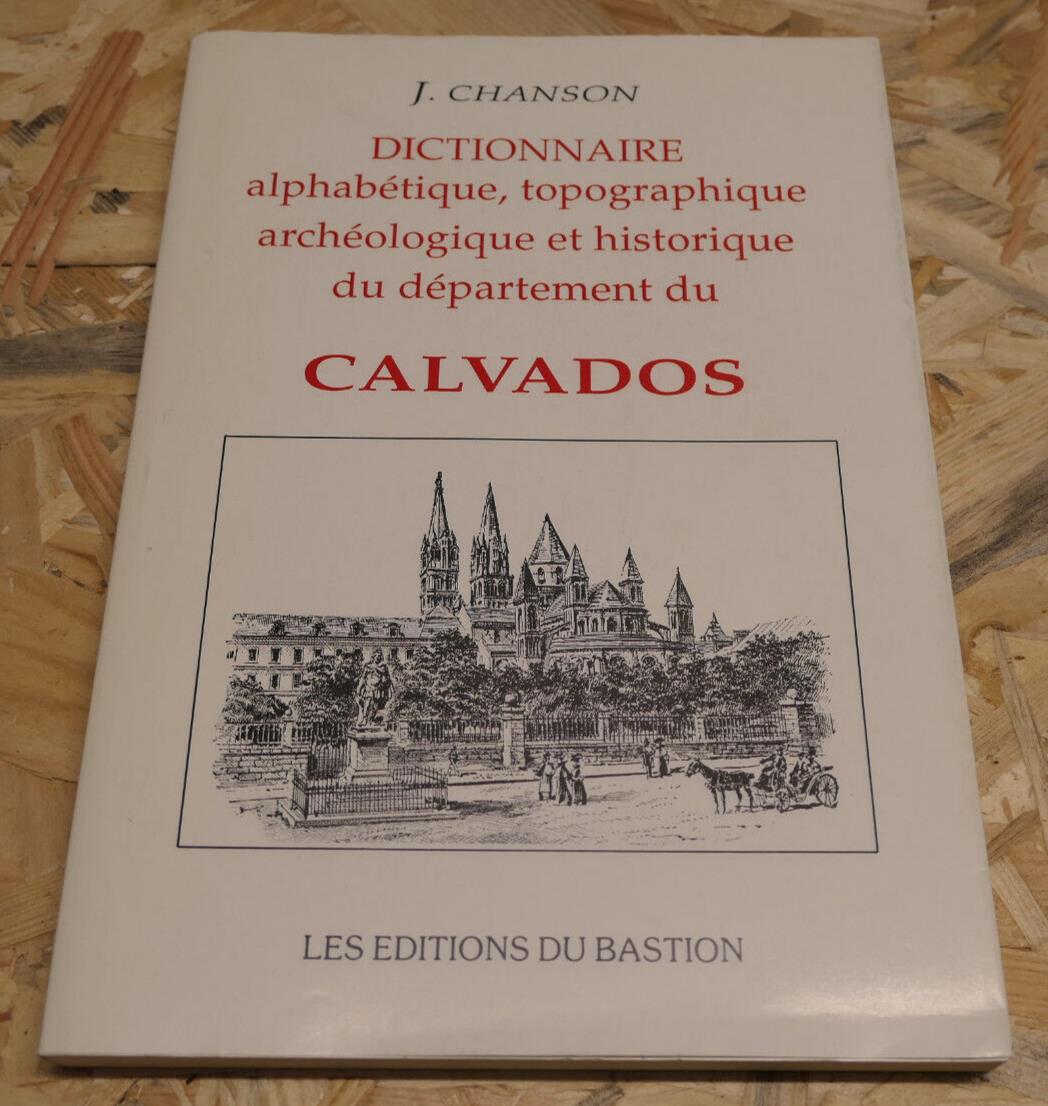 J. CHANSON
DICTIONNAIRE
alphabétique, topographique
archéologique et historique
du département du
CALVADOS
LES EDITIONS DU BASTION